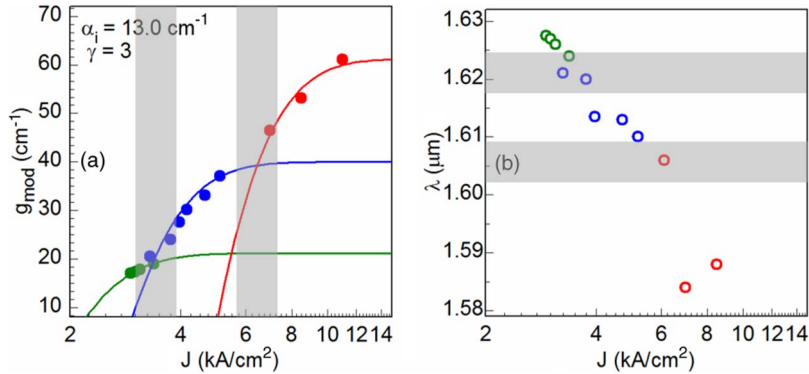 70
60
50
40
30
20
10
α_i = 13.0 cm⁻¹
γ = 3
(a)
g_mod (cm⁻¹)
2 4 6 8 10 12 14
J (kA/cm²)
1.63
1.62
1.61
1.60
1.59
1.58
(b)
λ (μm)
2 4 6 8 10 12 14
J (kA/cm²)